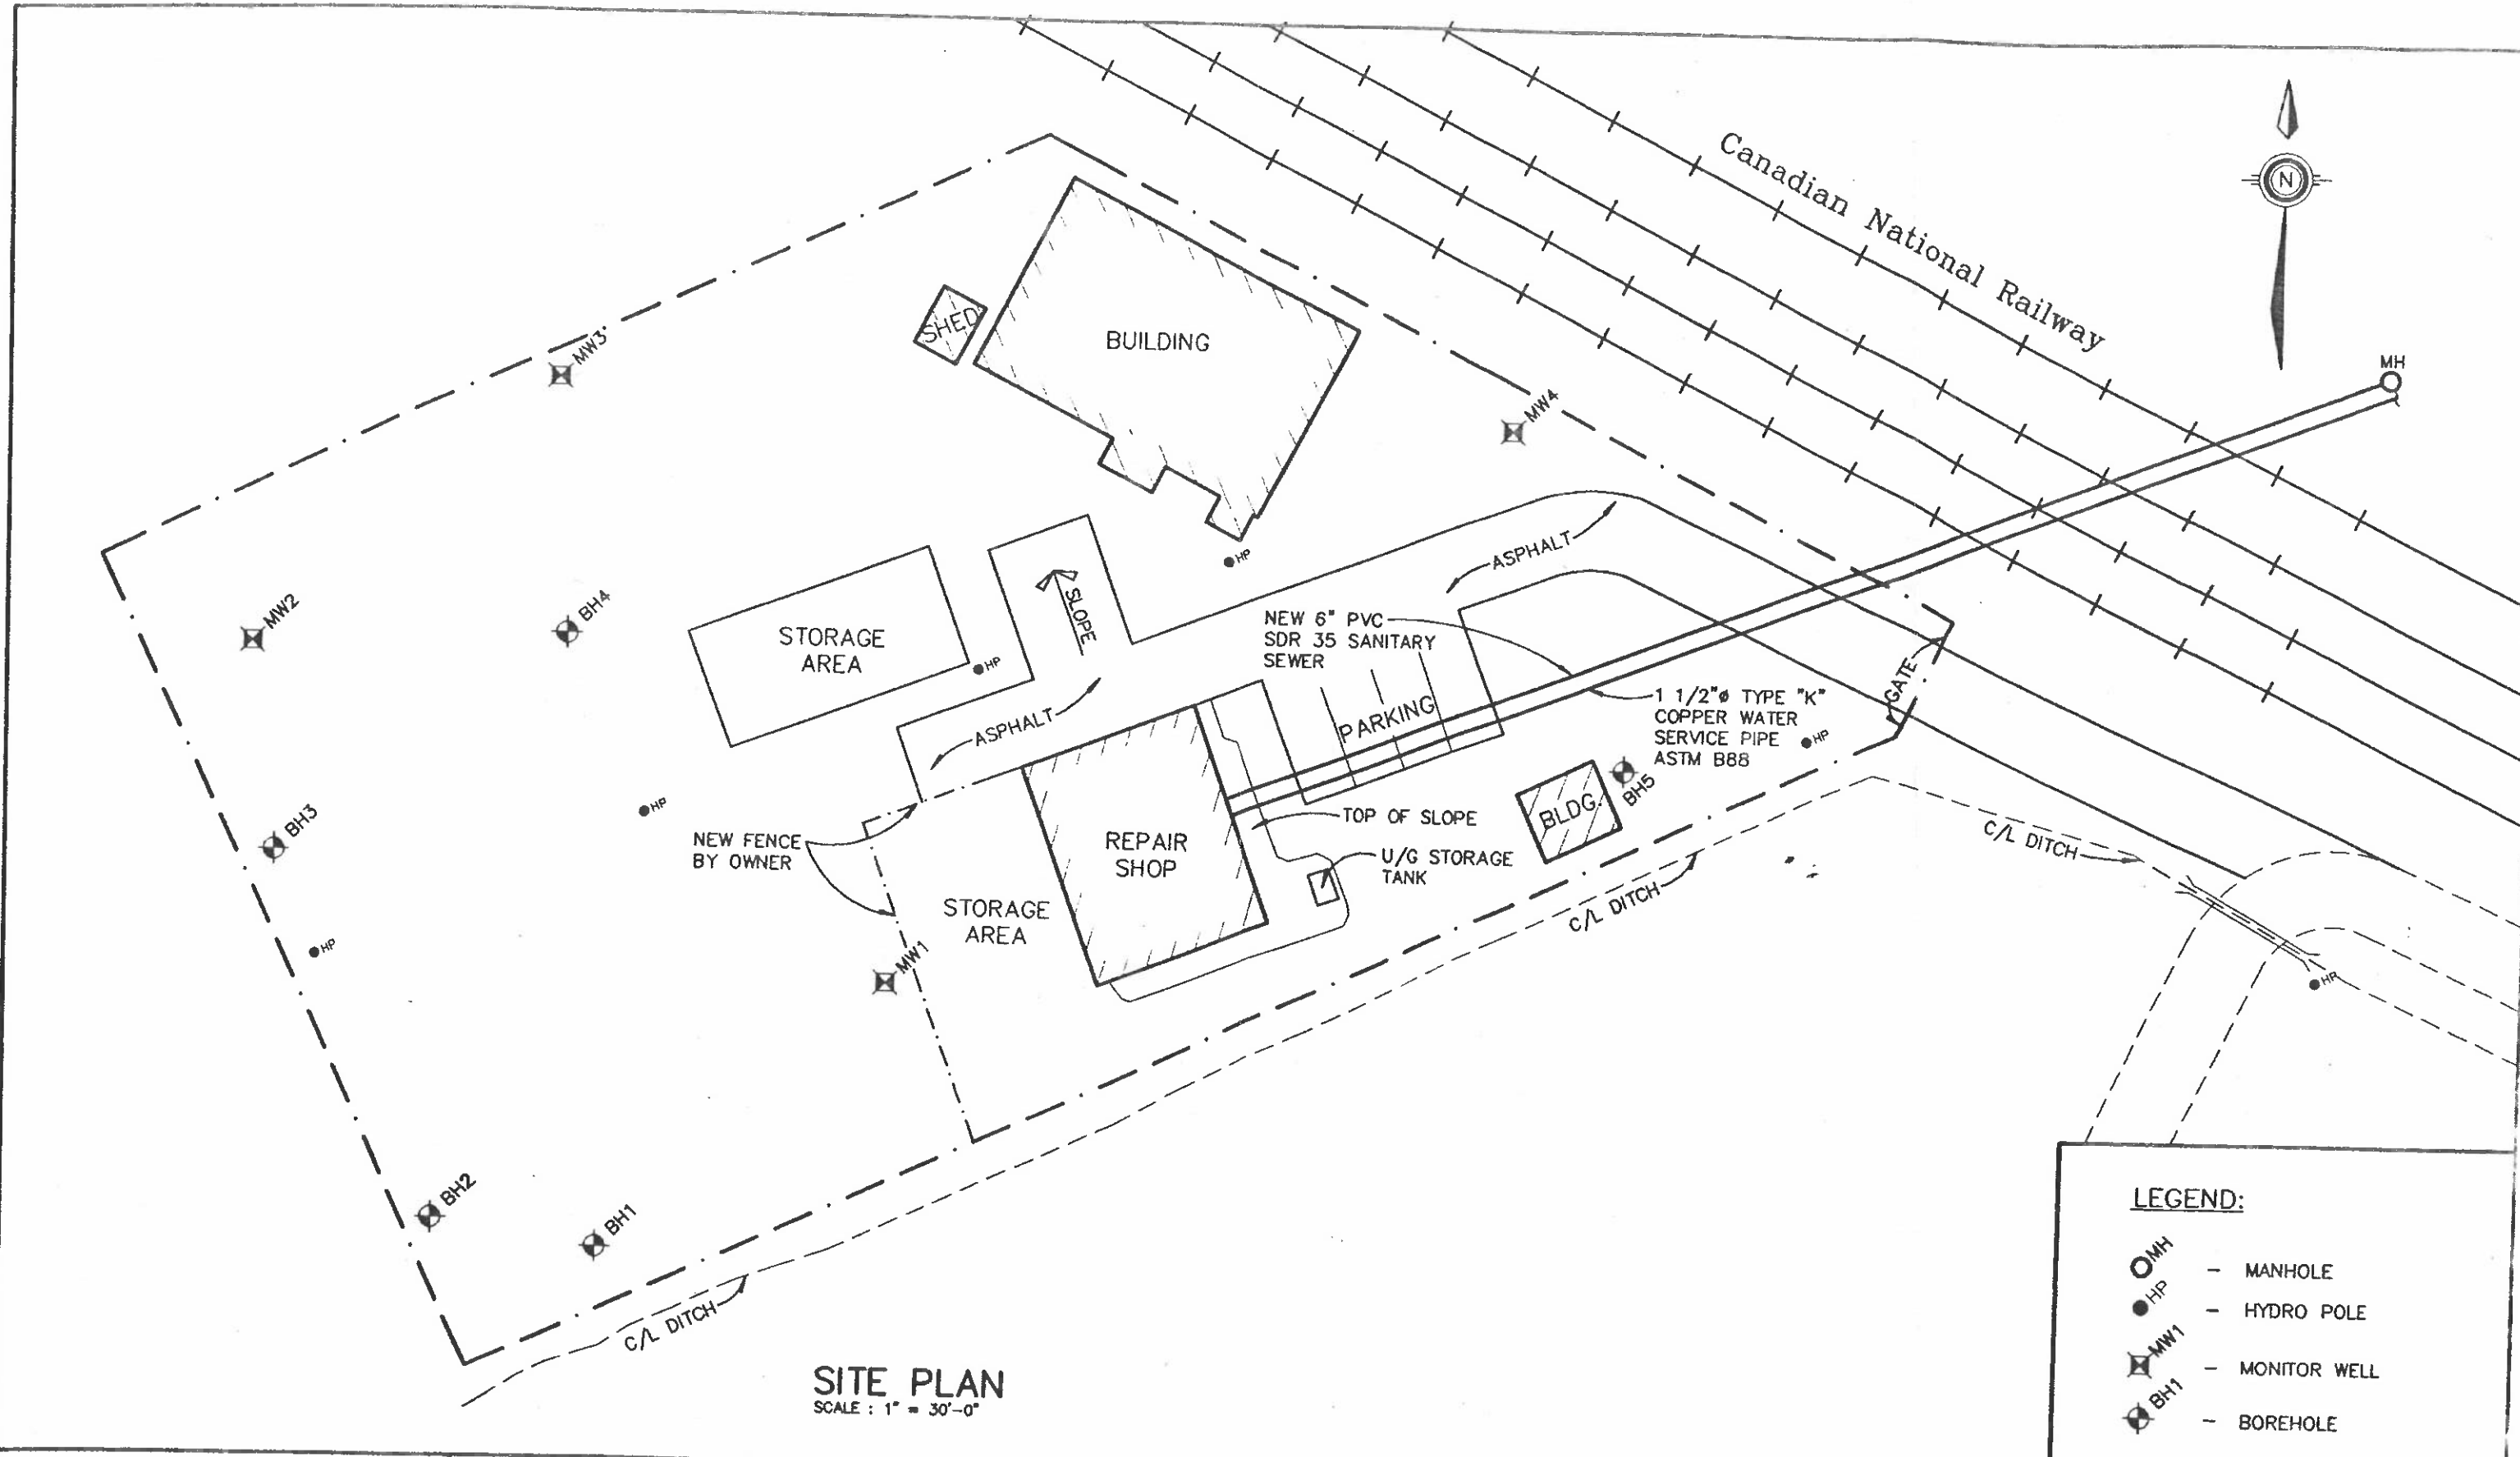 Canadian National Railway
N
MH
MW3
SHED
BUILDING
MW4
HP
ASPHALT
MW2
BH4
STORAGE
AREA
HP
SLOPE
NEW 6" PVC
SDR 35 SANITARY
SEWER
GATE
1 1/2"ø TYPE "K"
COPPER WATER
SERVICE PIPE
ASTM B88
HP
ASPHALT
PARKING
BH3
HP
NEW FENCE
BY OWNER
REPAIR
SHOP
TOP OF SLOPE
U/G STORAGE
TANK
BLDG.
BH5
C/L DITCH
C/L DITCH
HP
STORAGE
AREA
MW1
HP
BH2
BH1
C/L DITCH
SITE PLAN
SCALE : 1" = 30'-0"
LEGEND:
MH - MANHOLE
HP - HYDRO POLE
MW1 - MONITOR WELL
BH1 - BOREHOLE